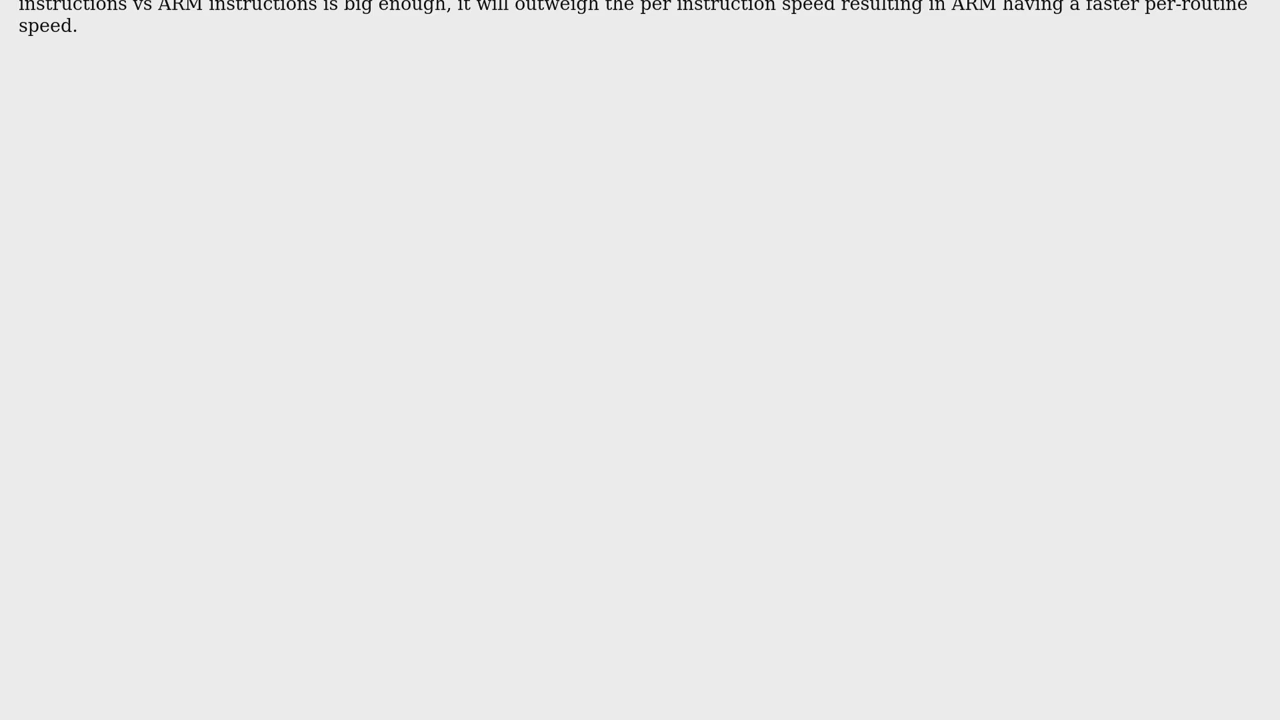 instructions vs ARM instructions is big enough, it will outweigh the per instruction speed resulting in ARM having a faster per-routine
speed.